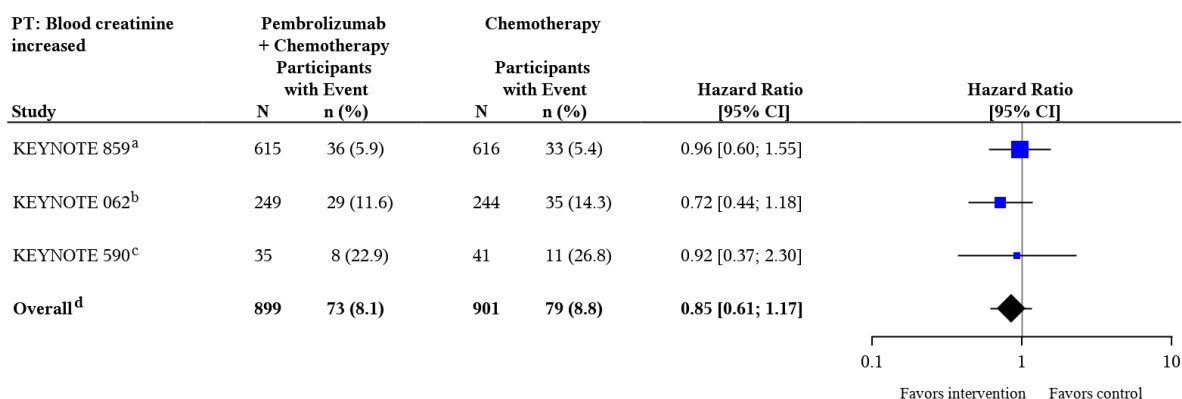 PT: Blood creatinine increased
Pembrolizumab + Chemotherapy
Chemotherapy
Participants with Event
Participants with Event
Hazard Ratio
Hazard Ratio
Study N n (%) N n (%) [95% CI] [95% CI]
KEYNOTE 859a 615 36 (5.9) 616 33 (5.4) 0.96 [0.60; 1.55]
KEYNOTE 062b 249 29 (11.6) 244 35 (14.3) 0.72 [0.44; 1.18]
KEYNOTE 590c 35 8 (22.9) 41 11 (26.8) 0.92 [0.37; 2.30]
Overalld 899 73 (8.1) 901 79 (8.8) 0.85 [0.61; 1.17]
0.1 1 10
Favors intervention Favors control